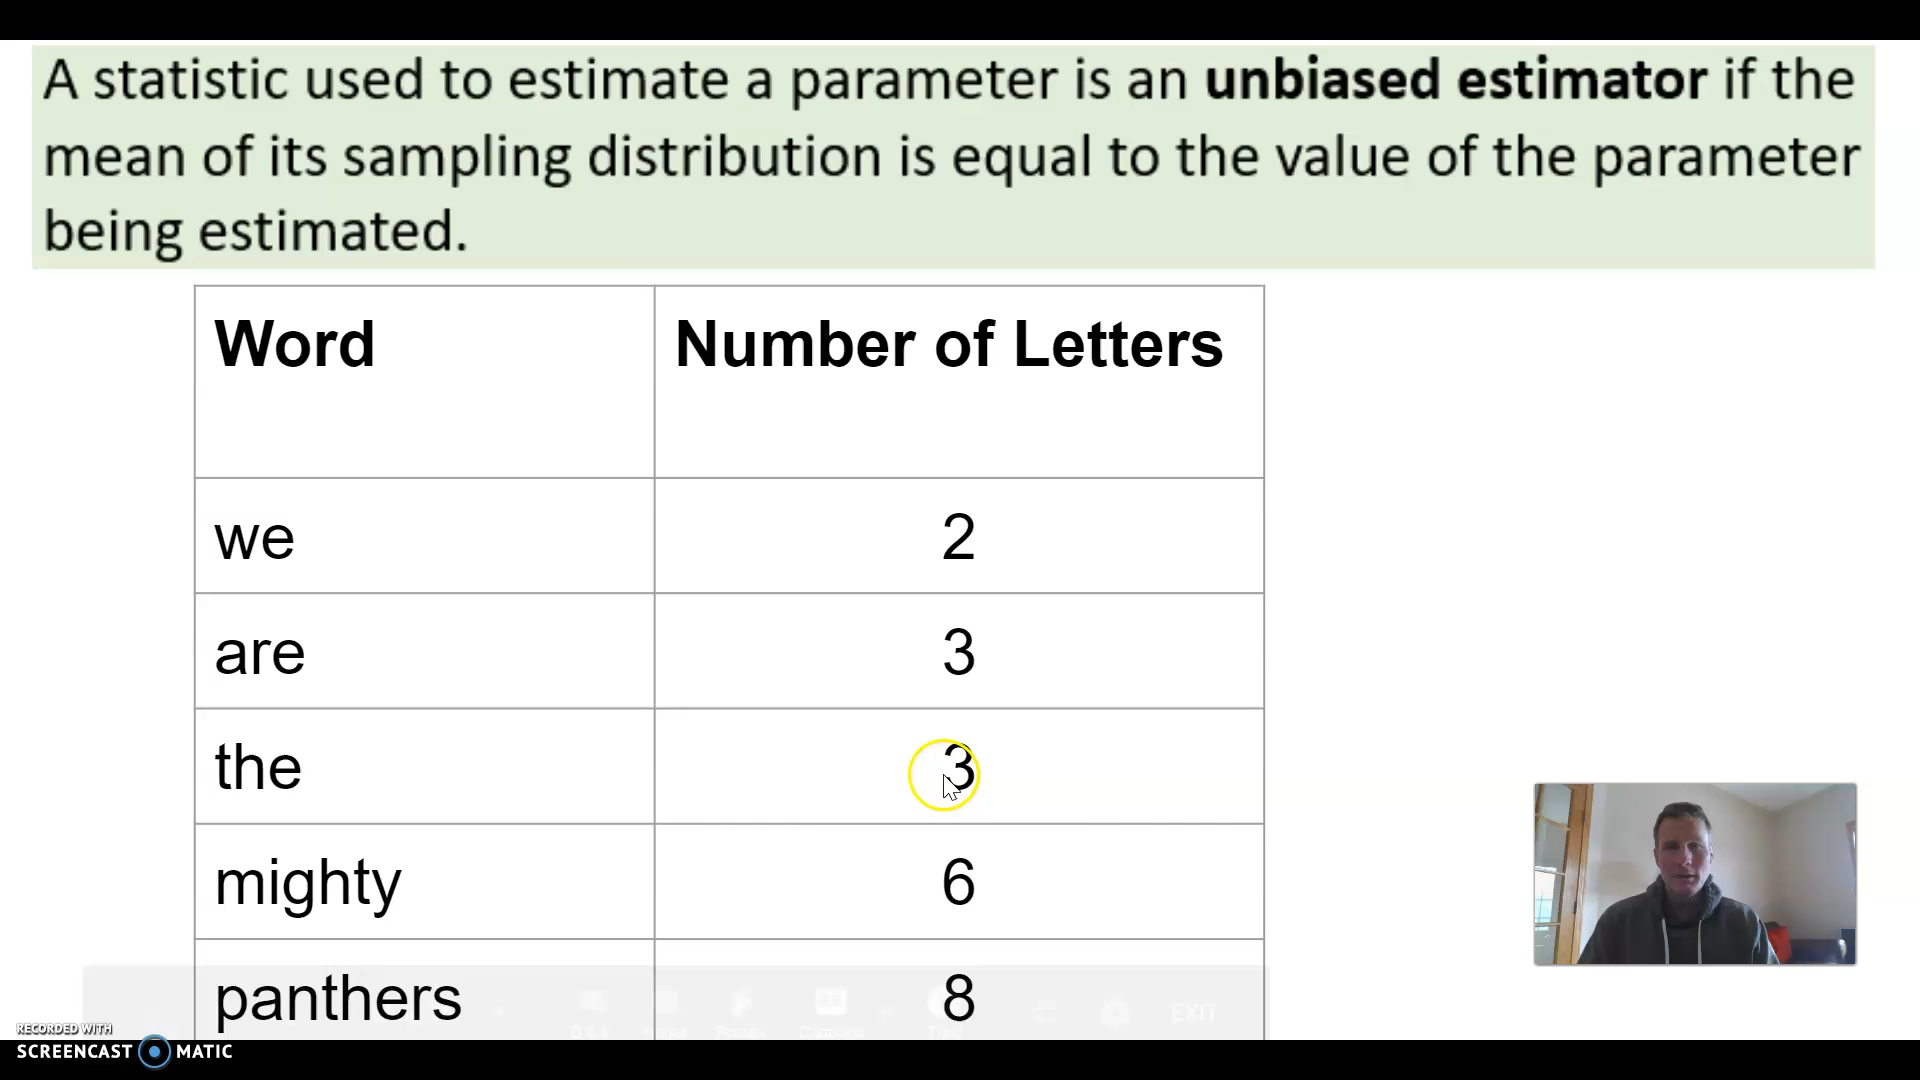 A statistic used to estimate a parameter is an unbiased estimator if the
mean of its sampling distribution is equal to the value of the parameter
being estimated.
Word Number of Letters
we 2
are 3
the 3
mighty 6
panthers 8
EXIT
RECORDED WITH
SCREENCAST MATIC